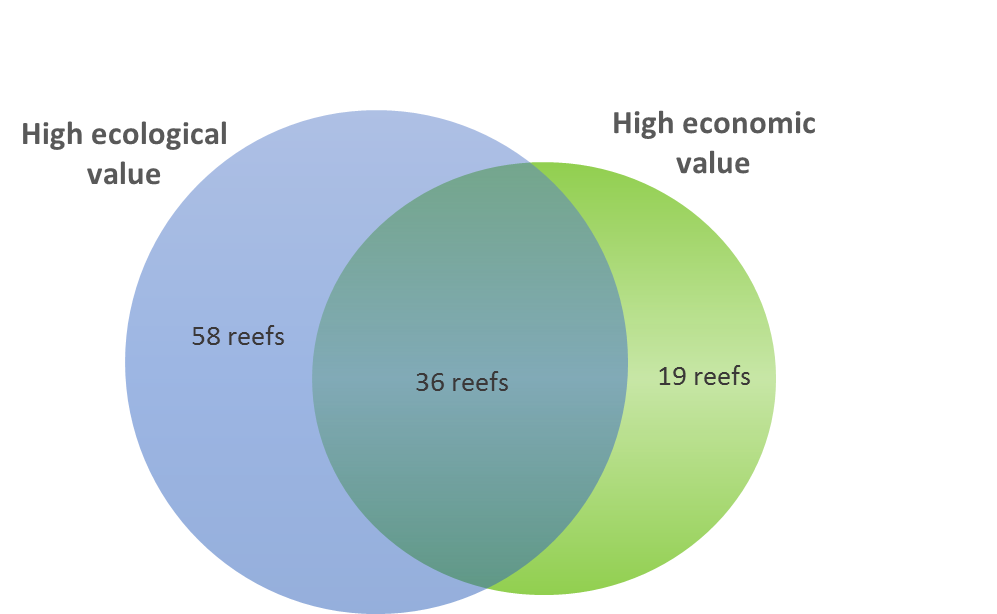 High ecological
value
High economic
value
58 reefs
36 reefs
19 reefs